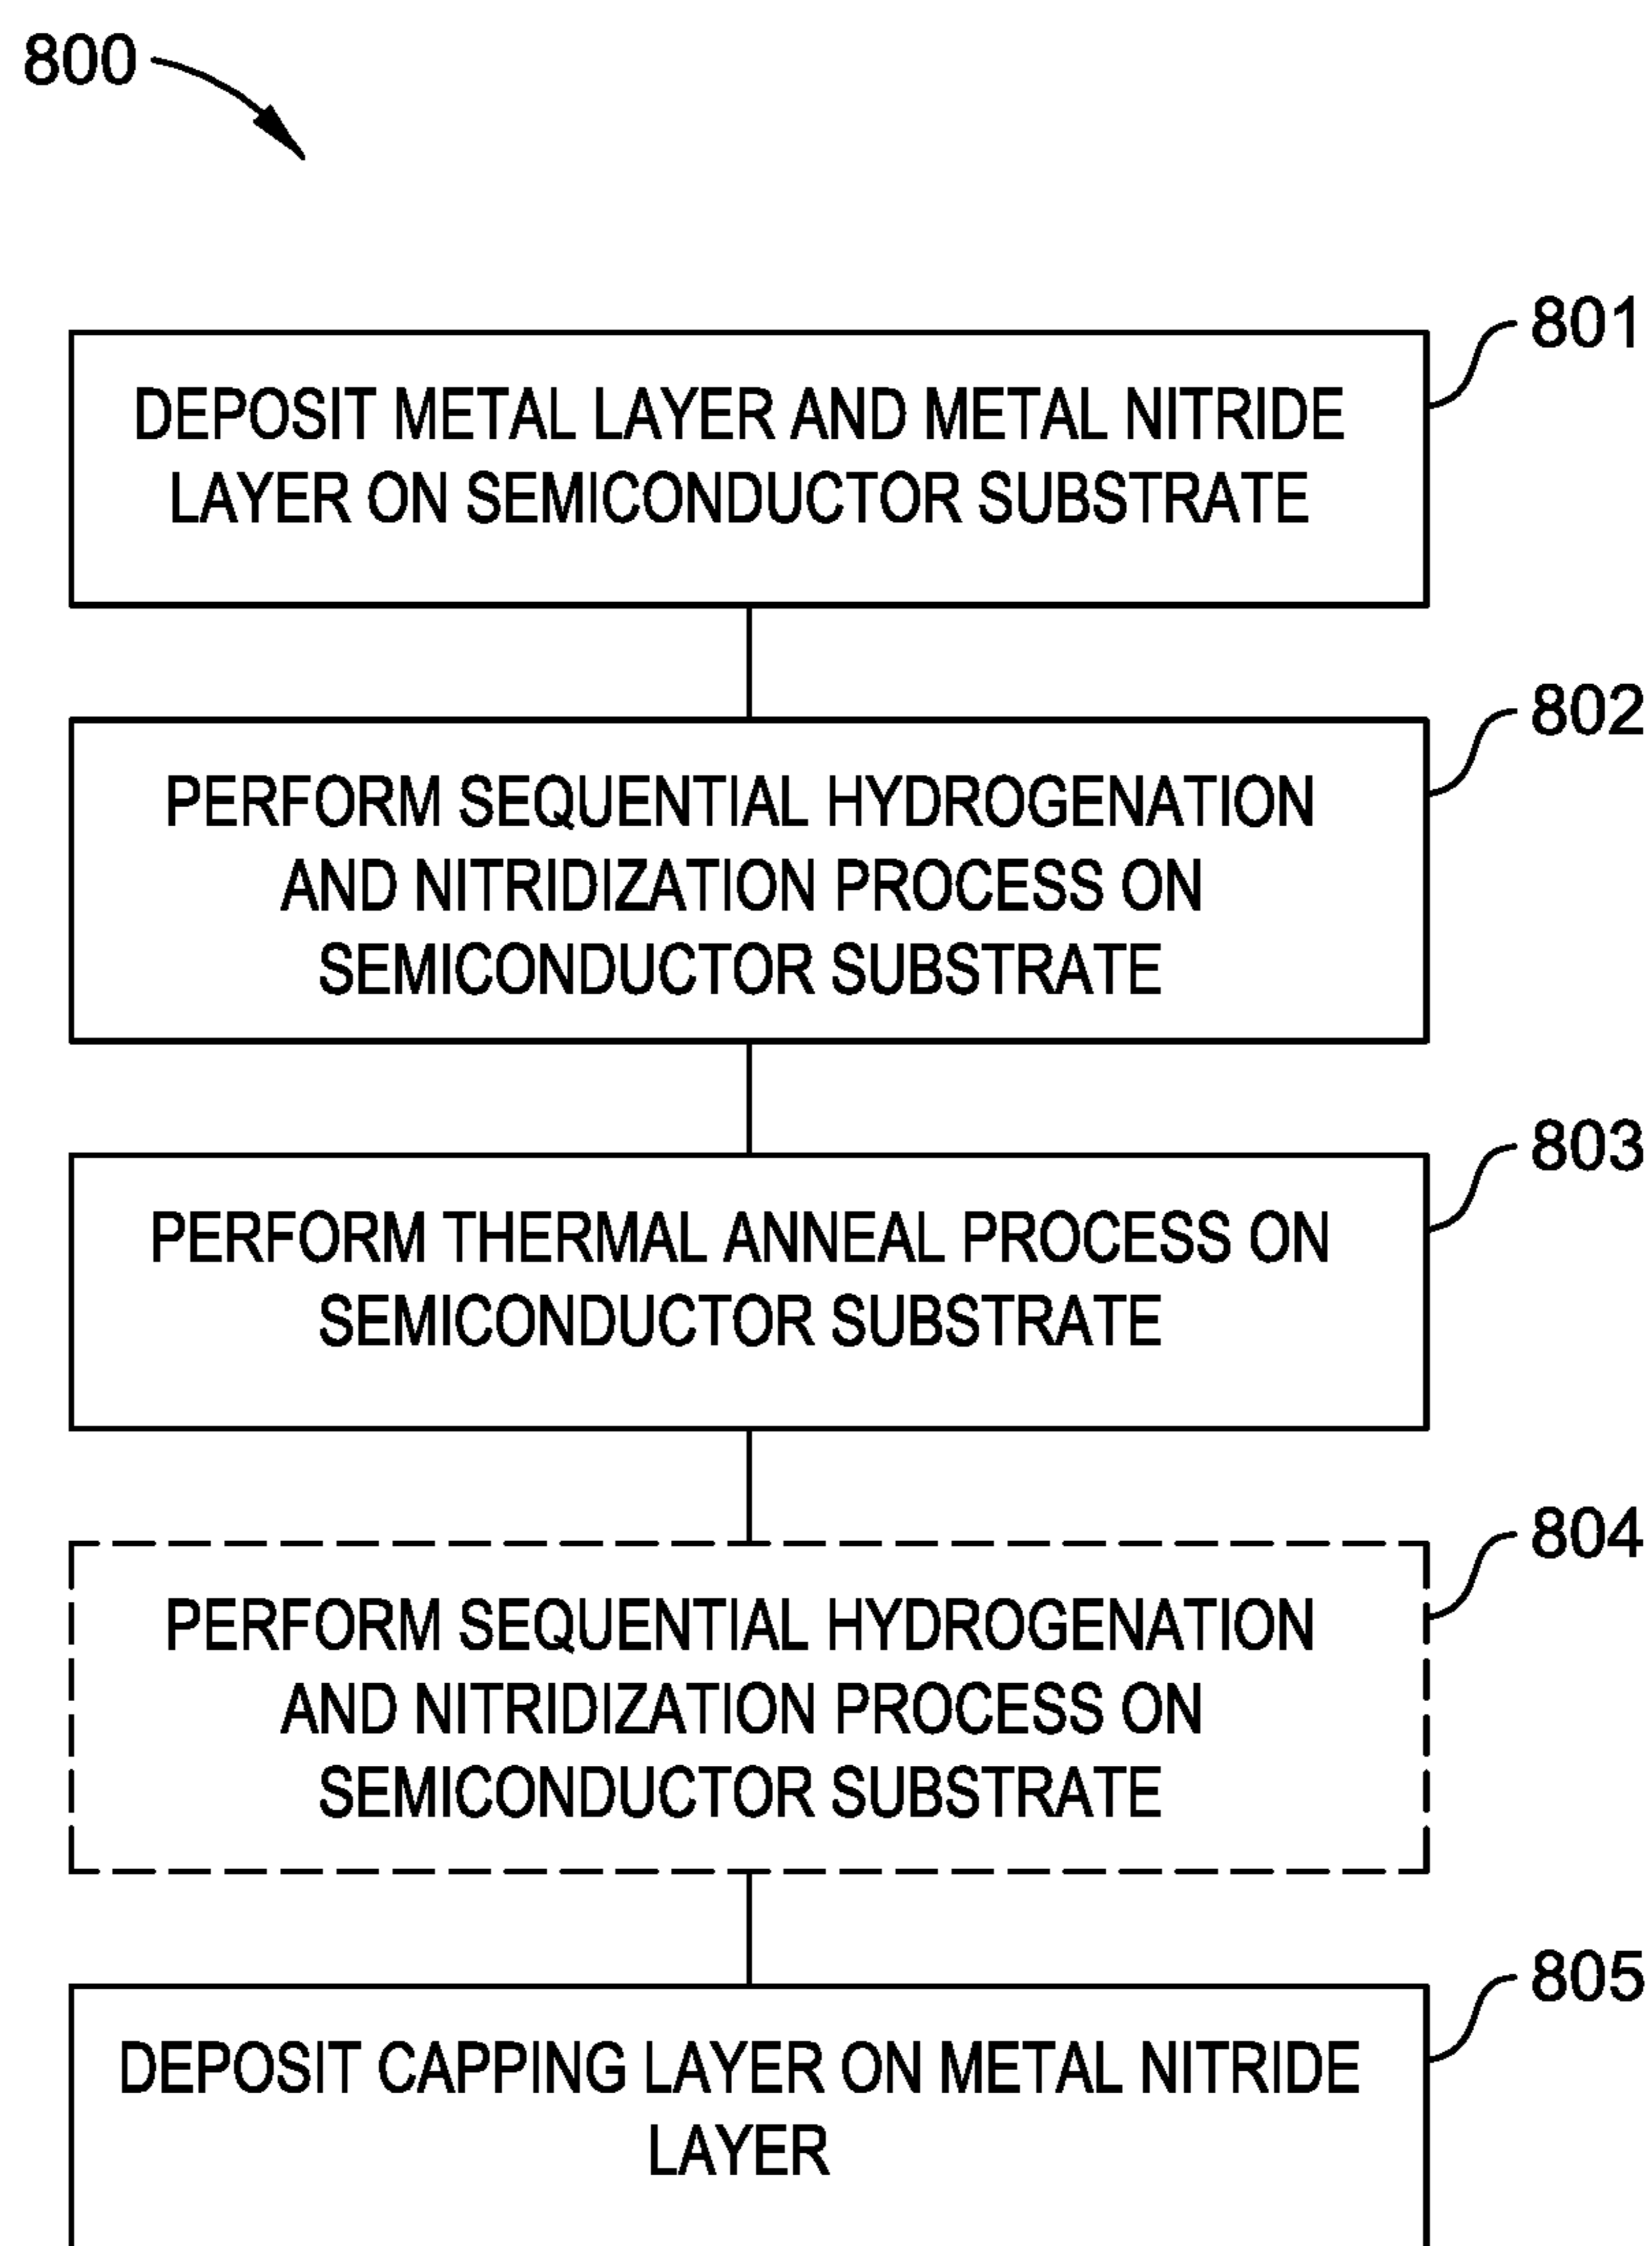 800
801
DEPOSIT METAL LAYER AND METAL NITRIDE
LAYER ON SEMICONDUCTOR SUBSTRATE
802
PERFORM SEQUENTIAL HYDROGENATION
AND NITRIDIZATION PROCESS ON
SEMICONDUCTOR SUBSTRATE
803
PERFORM THERMAL ANNEAL PROCESS ON
SEMICONDUCTOR SUBSTRATE
804
PERFORM SEQUENTIAL HYDROGENATION
AND NITRIDIZATION PROCESS ON
SEMICONDUCTOR SUBSTRATE
805
DEPOSIT CAPPING LAYER ON METAL NITRIDE
LAYER